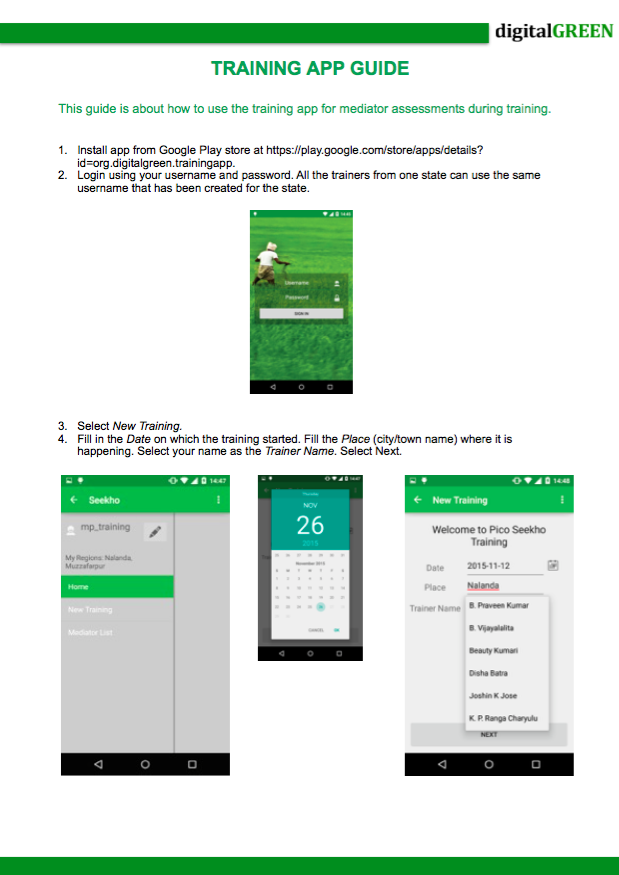 digitalGREEN
TRAINING APP GUIDE
This guide is about how to use the training app for mediator assessments during training.
1. Install app from Google Play store at https://play.google.com/store/apps/details?
id=org.digitalgreen.trainingapp.
2. Login using your username and password. All the trainers from one state can use the same
username that has been created for the state.
14:45
Username
Password
SIGN IN
3. Select New Training.
4. Fill in the Date on which the training started. Fill the Place (city/town name) where it is
happening. Select your name as the Trainer Name. Select Next.
14:47
Seekho
mp_training
My Regions: Nalanda,
Muzzafarpur
Home
New Training
Mediator List
14:47
Thursday
NOV
26
2015
November 2015
CANCEL OK
14:48
New Training
Welcome to Pico Seekho
Training
Date 2015-11-12
Place Nalanda
Trainer Name B. Praveen Kumar
B. Vijayalalita
Beauty Kumari
Disha Batra
Joshin K Jose
K. P. Ranga Charyulu
NEXT